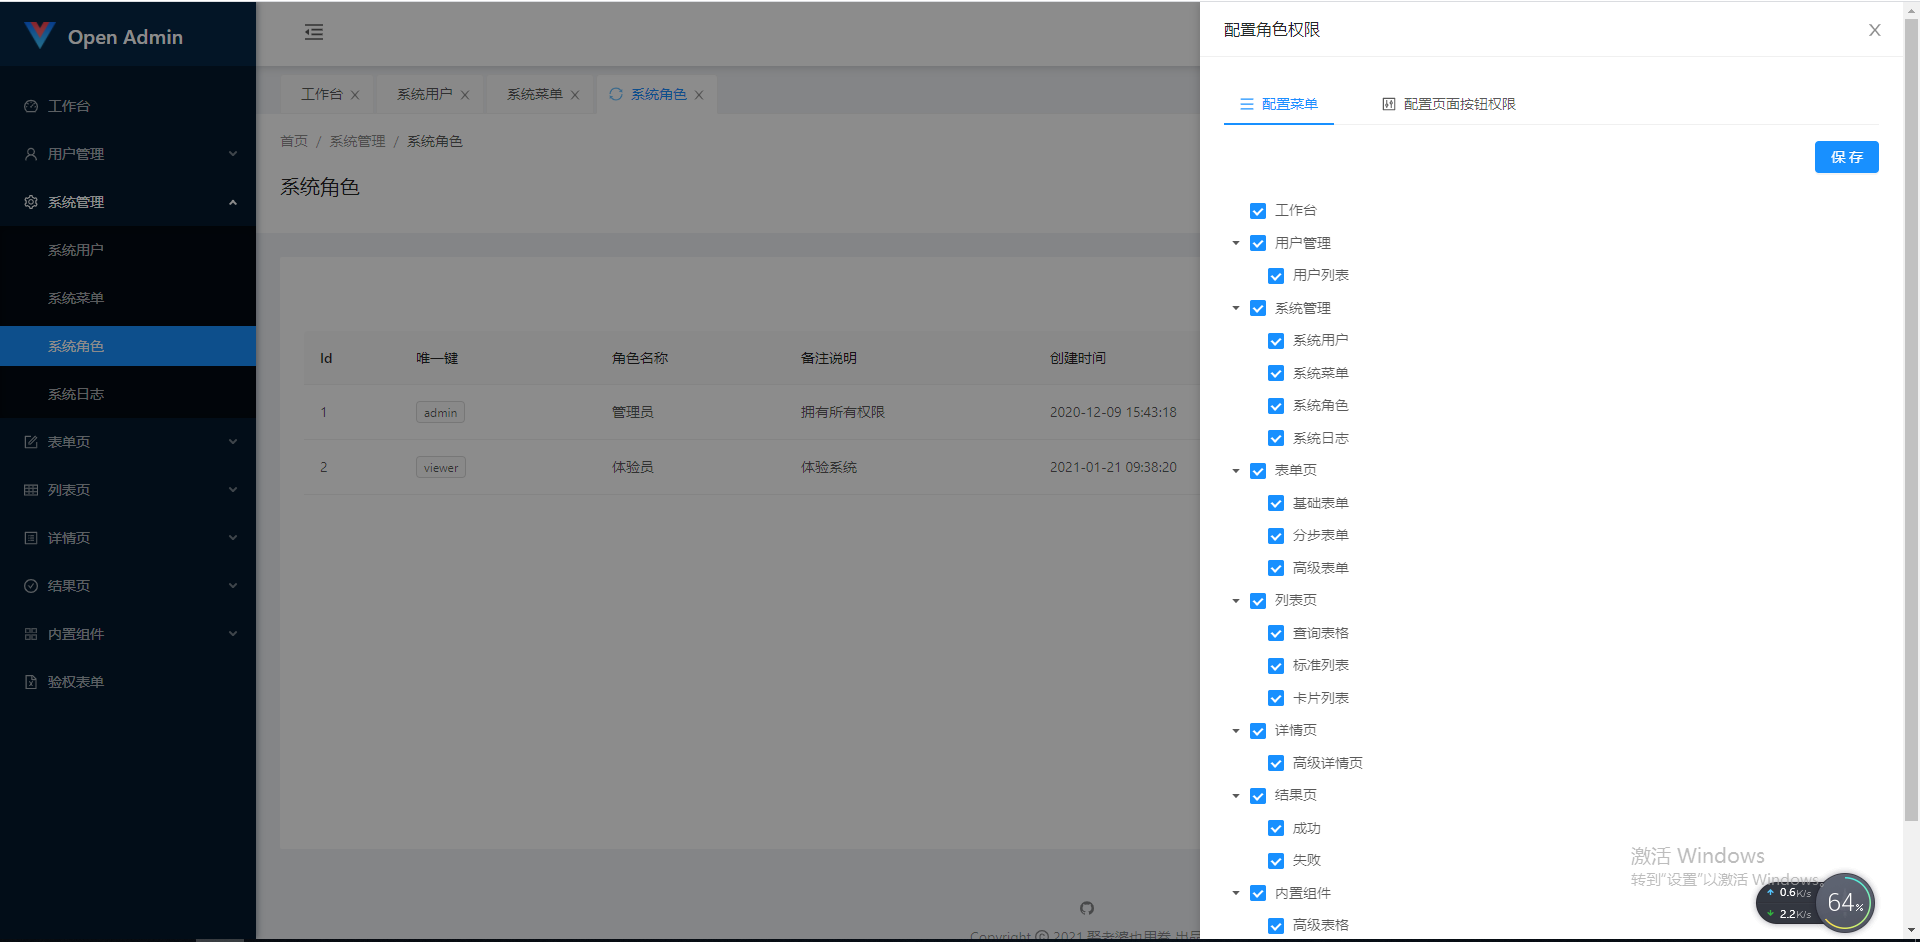 Open Admin
工作台
用户管理
系统管理
系统用户
系统菜单
系统角色
系统日志
表单页
列表页
详情页
结果页
内置组件
验权表单
工作台
系统用户
系统菜单
系统角色
首页 / 系统管理 / 系统角色
系统角色
Id 唯一键 角色名称 备注说明 创建时间
1 admin 管理员 拥有所有权限 2020-12-09 15:43:18
2 viewer 体验员 体验系统 2021-01-21 09:38:20
Copyright © 2021
配置角色权限
配置菜单
配置页面按钮权限
保存
工作台
用户管理
用户列表
系统管理
系统用户
系统菜单
系统角色
系统日志
表单页
基础表单
分步表单
高级表单
列表页
查询表格
标准列表
卡片列表
详情页
高级详情页
结果页
成功
失败
内置组件
高级表格
激活 Windows
转到“设置”以激活 Windows。
0.6K/s
2.2K/s
64%